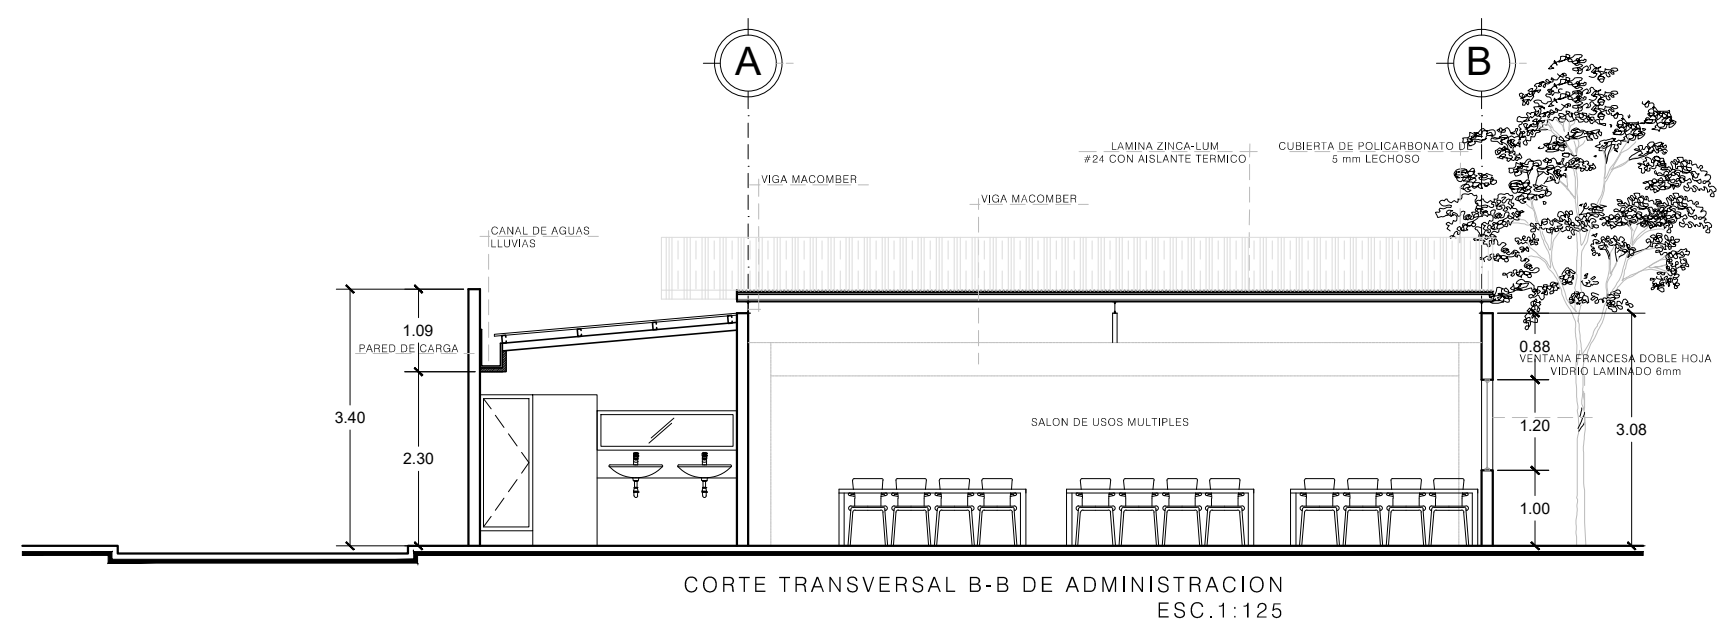 A
B
LAMINA ZINCA-LUM
#24 CON AISLANTE TERMICO
CUBIERTA DE POLICARBONATO DE
5 mm LECHOSO
VIGA MACOMBER
VIGA MACOMBER
CANAL DE AGUAS
LLUVIAS
1.09
PARED DE CARGA
0.88
VENTANA FRANCESA DOBLE HOJA
VIDRIO LAMINADO 6mm
3.40
SALON DE USOS MULTIPLES
1.20
3.08
2.30
1.00
CORTE TRANSVERSAL B-B DE ADMINISTRACION
ESC.1:125